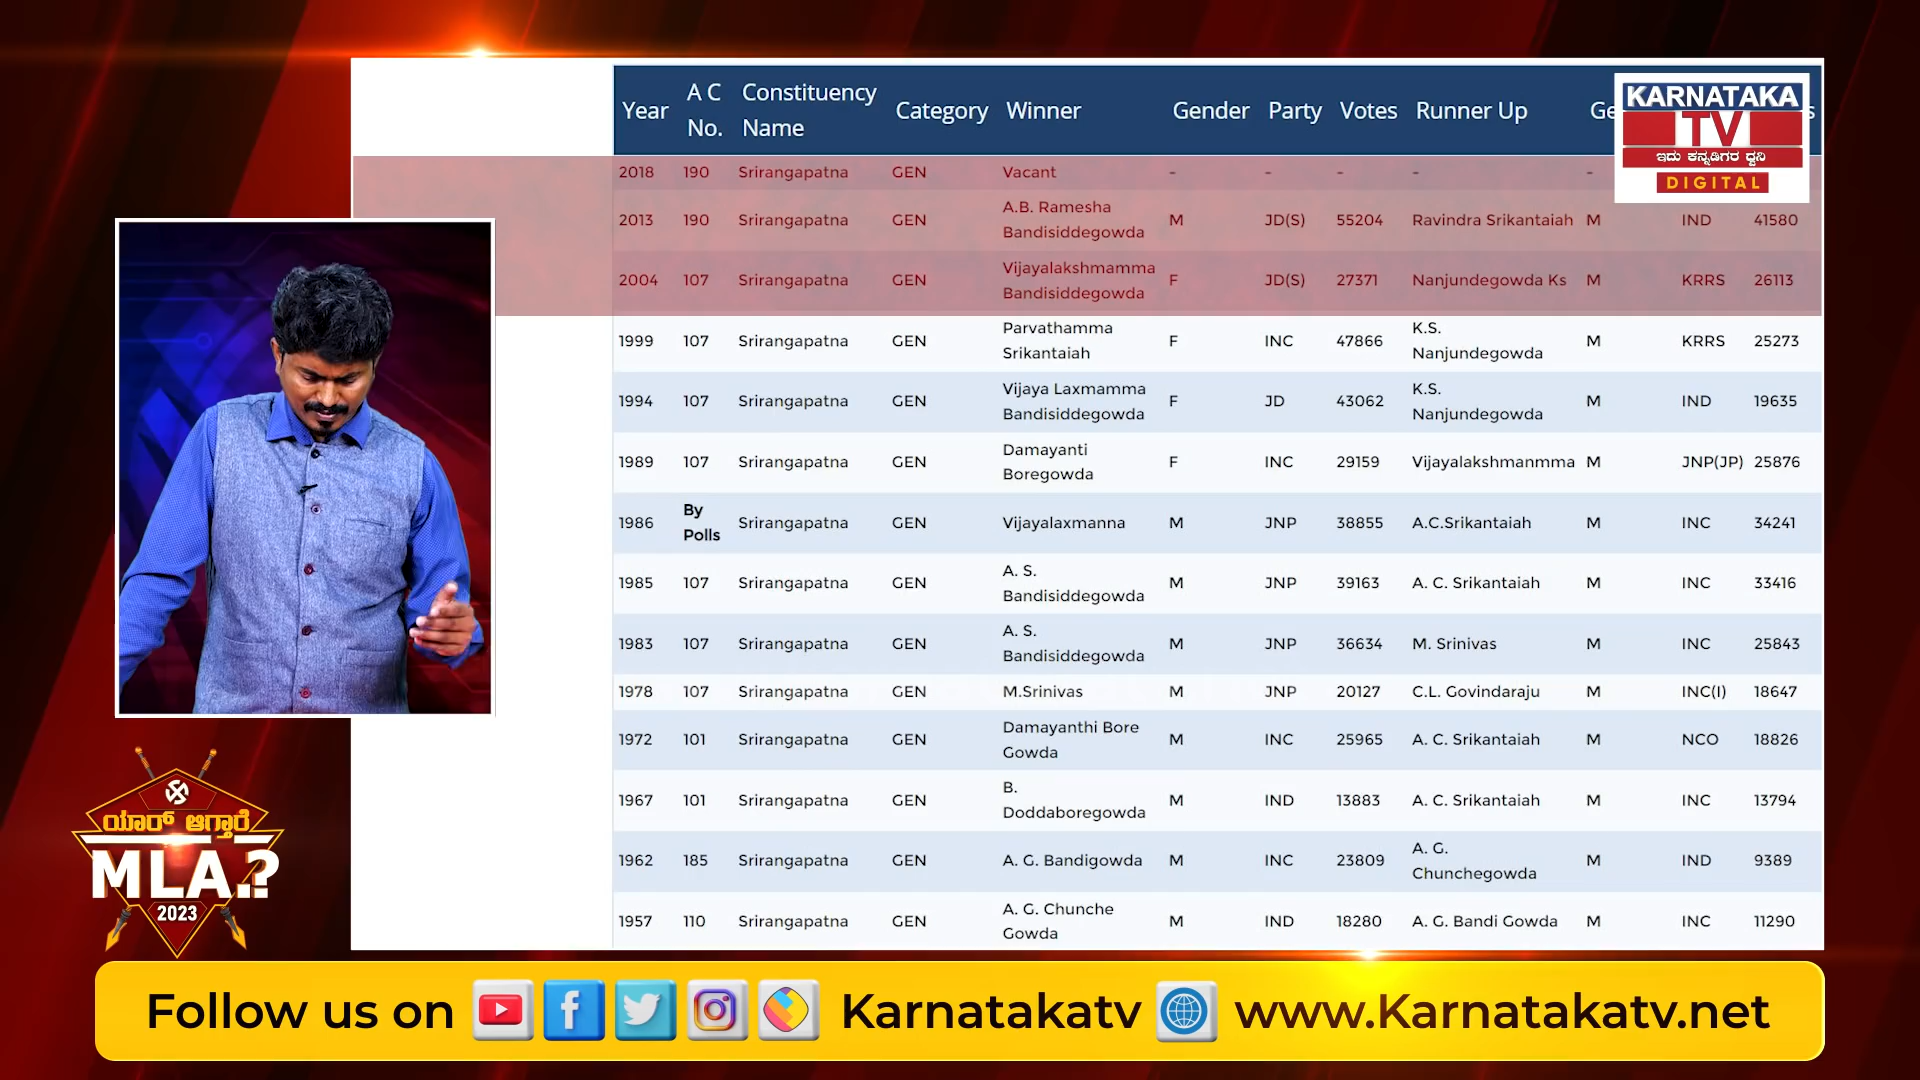 Year A C No. Constituency Name Category Winner Gender Party Votes Runner Up Ge
KARNATAKA
TV
ಇದು ಕನ್ನಡಿಗರ ಧ್ವನಿ
DIGITAL
2018 190 Srirangapatna GEN Vacant - - - - -
2013 190 Srirangapatna GEN A.B. Ramesha Bandisiddegowda M JD(S) 55204 Ravindra Srikantaiah M IND 41580
2004 107 Srirangapatna GEN Vijayalakshmamma Bandisiddegowda F JD(S) 27371 Nanjundegowda Ks M KRRS 26113
1999 107 Srirangapatna GEN Parvathamma Srikantaiah F INC 47866 K.S. Nanjundegowda M KRRS 25273
1994 107 Srirangapatna GEN Vijaya Laxmamma Bandisiddegowda F JD 43062 K.S. Nanjundegowda M IND 19635
1989 107 Srirangapatna GEN Damayanti Boregowda F INC 29159 Vijayalakshmanmma M JNP(JP) 25876
1986 By Polls Srirangapatna GEN Vijayalaxmanna M JNP 38855 A.C.Srikantaiah M INC 34241
1985 107 Srirangapatna GEN A. S. Bandisiddegowda M JNP 39163 A. C. Srikantaiah M INC 33416
1983 107 Srirangapatna GEN A. S. Bandisiddegowda M JNP 36634 M. Srinivas M INC 25843
1978 107 Srirangapatna GEN M.Srinivas M JNP 20127 C.L. Govindaraju M INC(I) 18647
1972 101 Srirangapatna GEN Damayanthi Bore Gowda M INC 25965 A. C. Srikantaiah M NCO 18826
1967 101 Srirangapatna GEN B. Doddaboregowda M IND 13883 A. C. Srikantaiah M INC 13794
1962 185 Srirangapatna GEN A. G. Bandigowda M INC 23809 A. G. Chunchegowda M IND 9389
1957 110 Srirangapatna GEN A. G. Chunche Gowda M IND 18280 A. G. Bandi Gowda M INC 11290
ಯಾರ್ ಆಗ್ತಾರೆ
MLA.?
2023
Follow us on Karnatakatv www.Karnatakatv.net